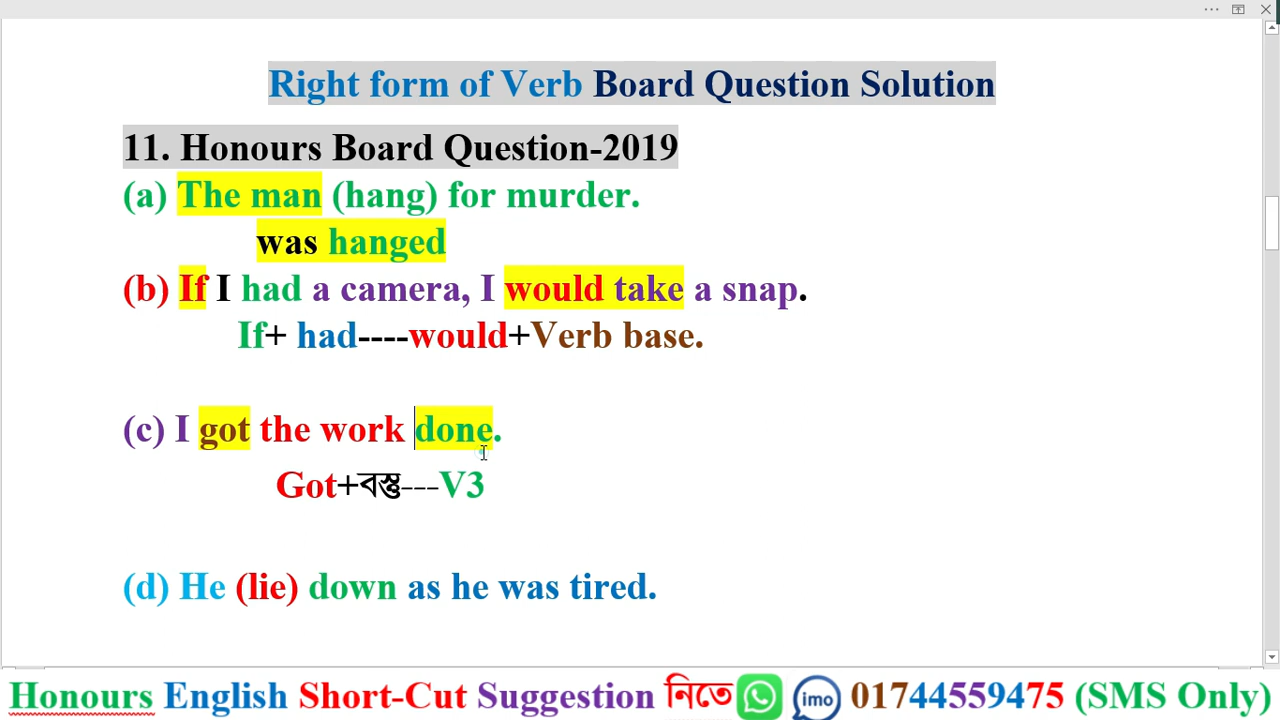 Right form of Verb Board Question Solution
11. Honours Board Question-2019
(a) The man (hang) for murder.
was hanged
(b) If I had a camera, I would take a snap.
If+ had----would+Verb base.
(c) I got the work done.
Got+বস্তু---V3
(d) He (lie) down as he was tired.
Honours English Short-Cut Suggestion নিতে imo 01744559475 (SMS Only)